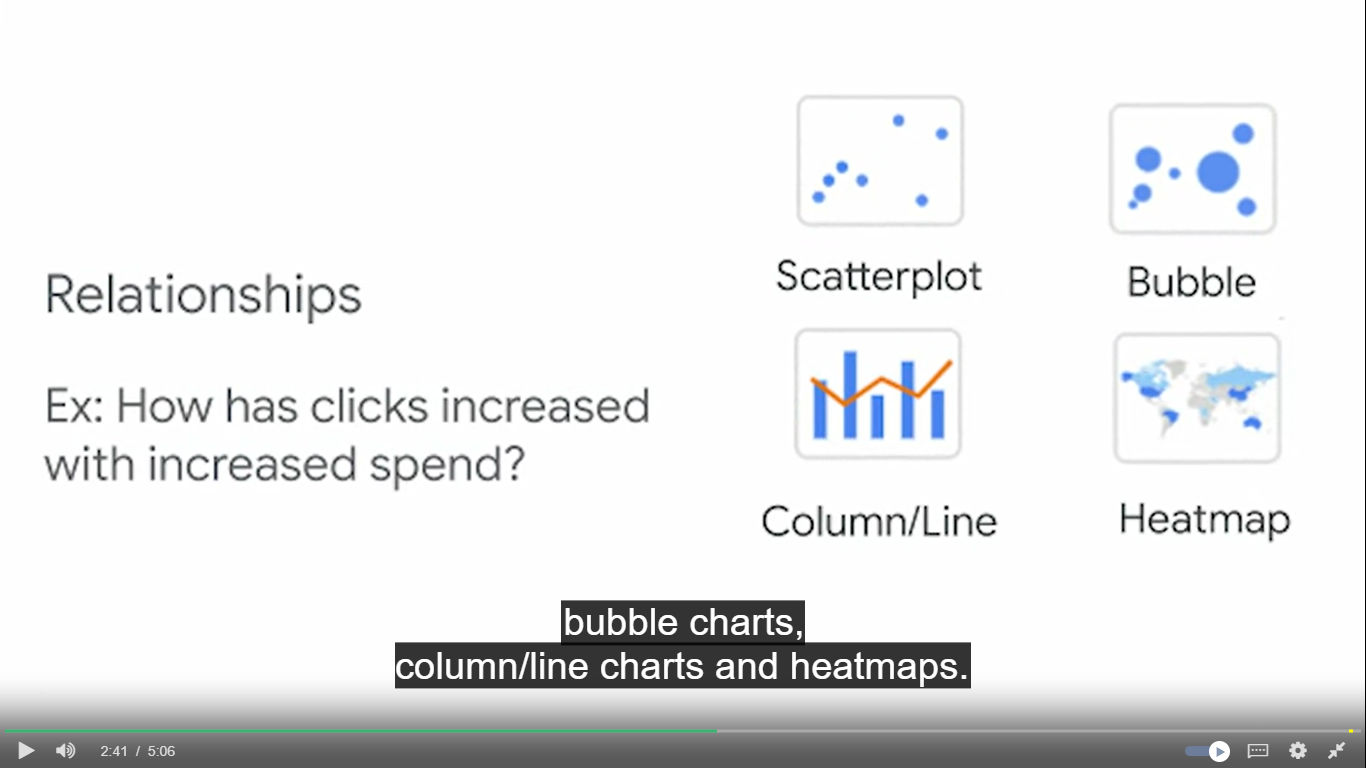 Relationships
Ex: How has clicks increased
with increased spend?
Scatterplot
Bubble
Column/Line
Heatmap
bubble charts,
column/line charts and heatmaps.
2:41 / 5:06